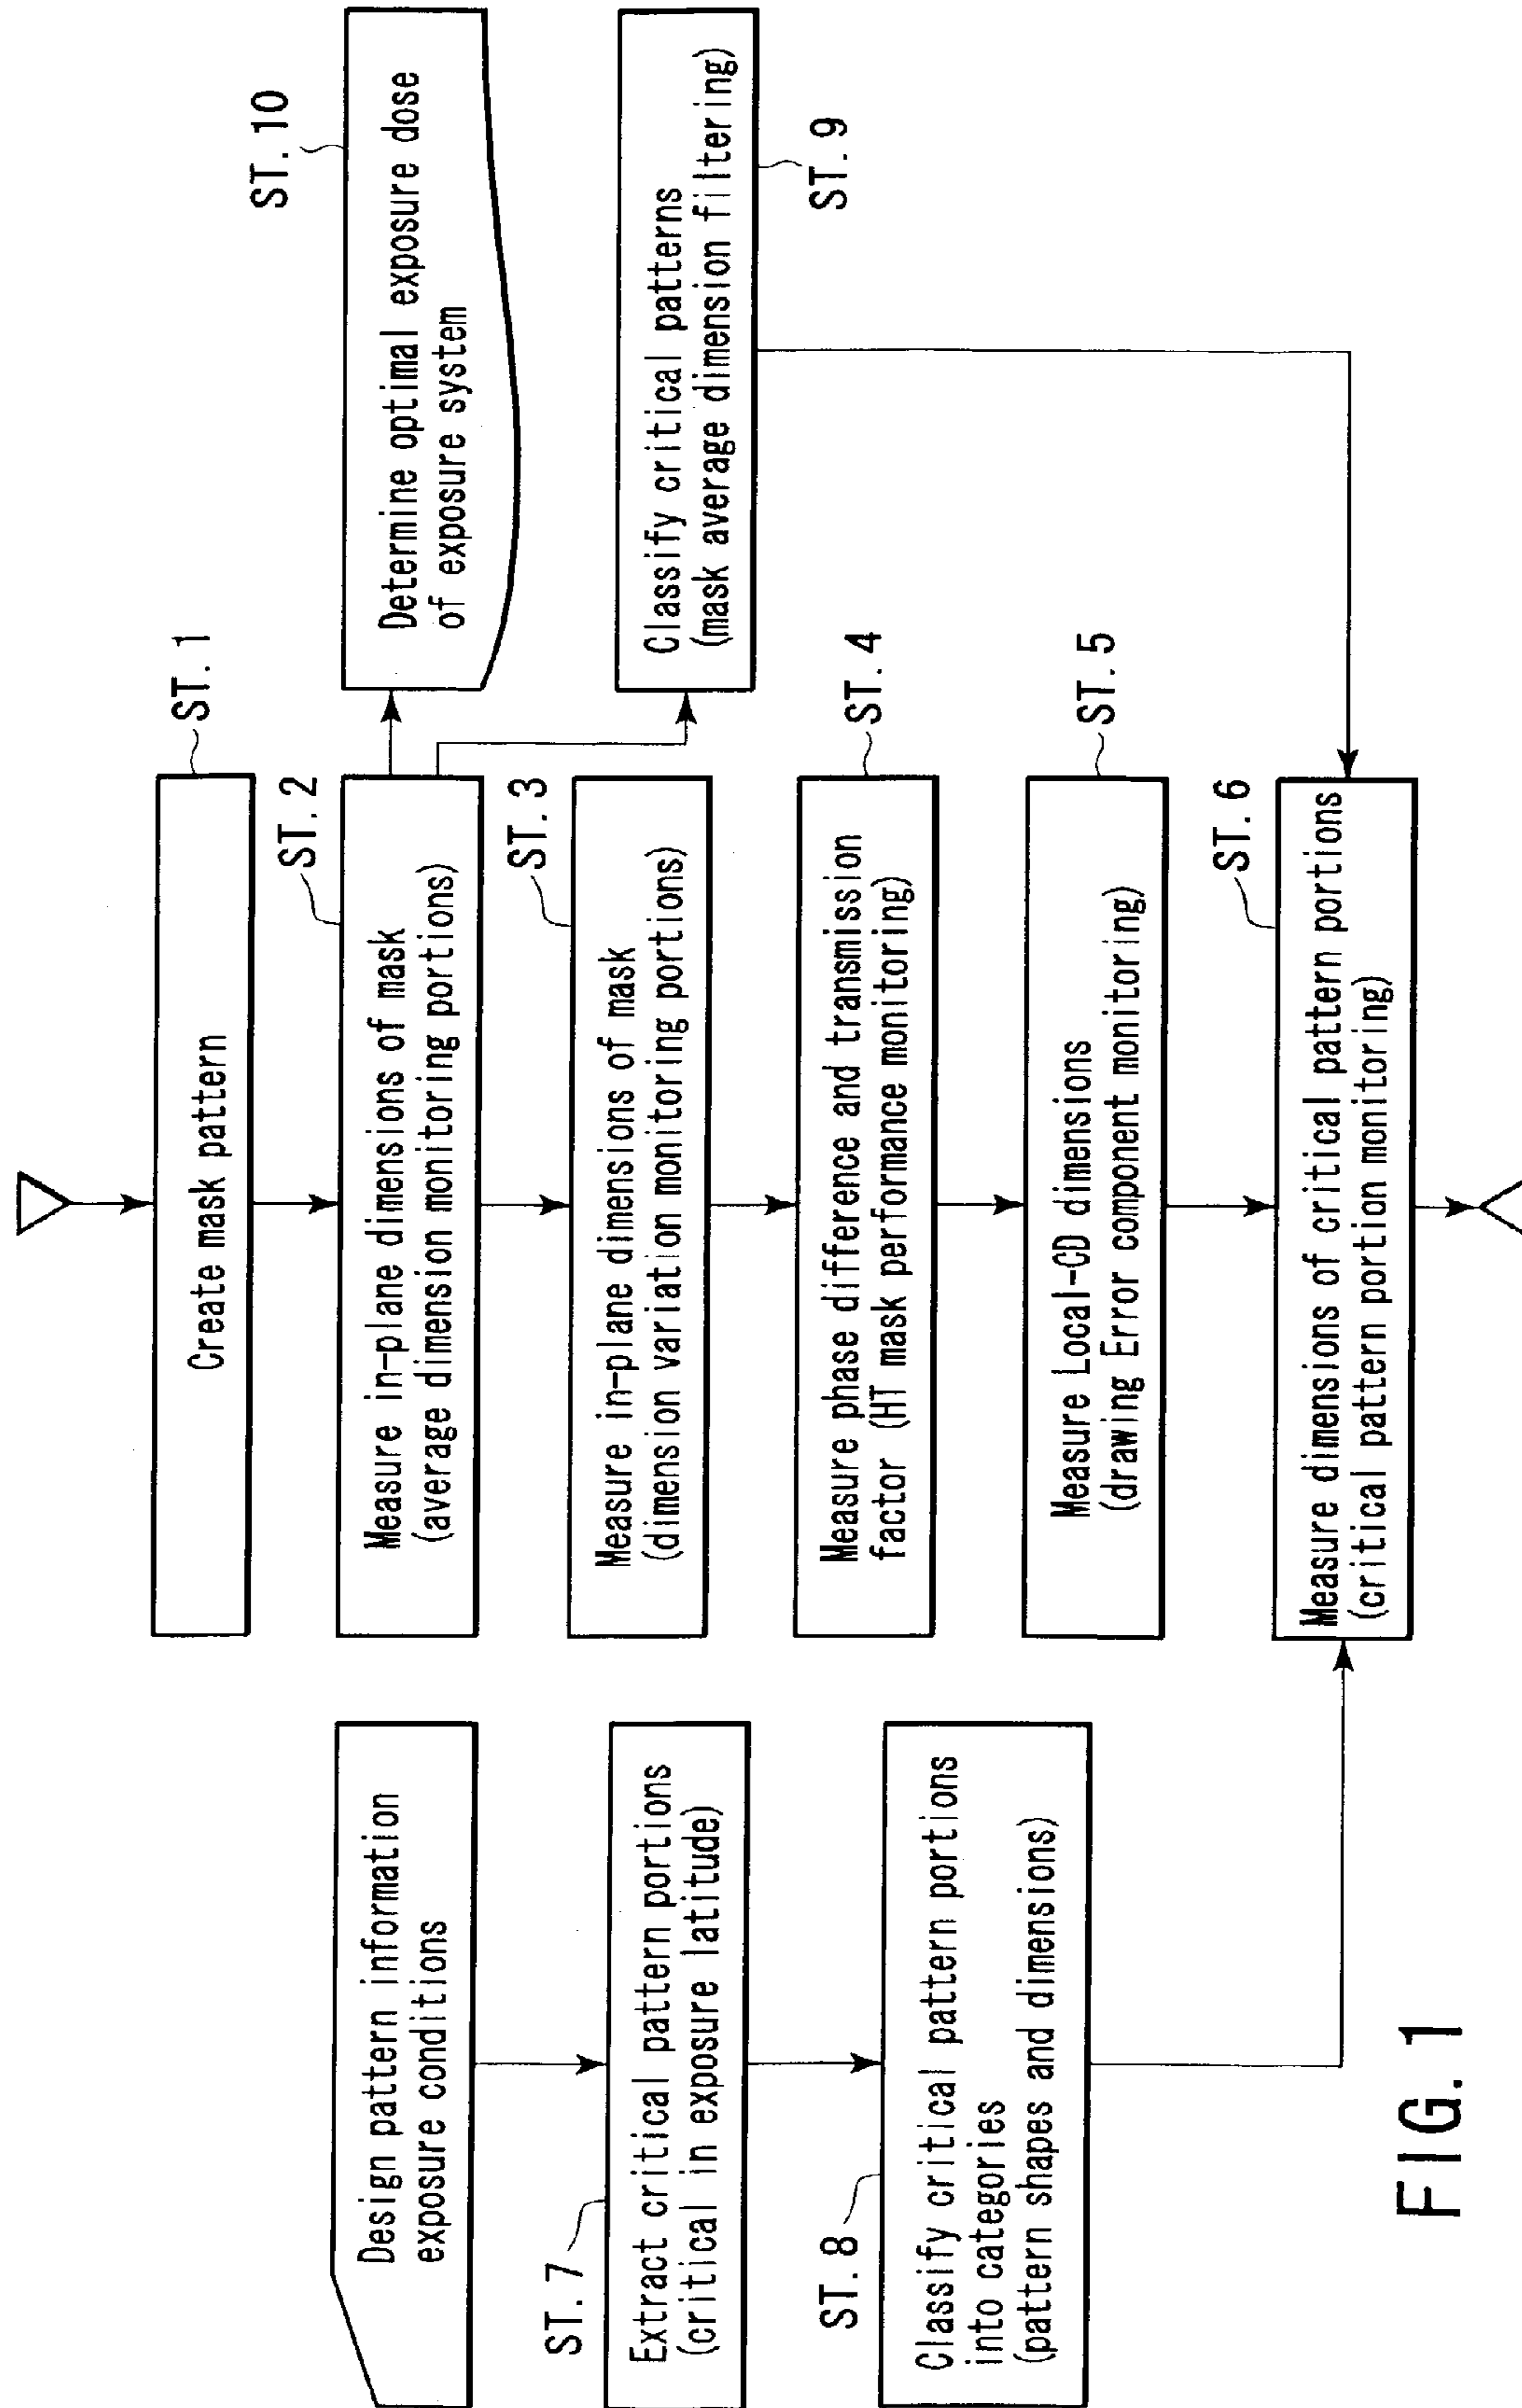 Create mask pattern
ST. 1
Measure in-plane dimensions of mask
(average dimension monitoring portions)
ST. 2
Measure in-plane dimensions of mask
(dimension variation monitoring portions)
ST. 3
Measure phase difference and transmission
factor (HT mask performance monitoring)
ST. 4
Measure Local-CD dimensions
(drawing Error component monitoring)
ST. 5
Measure dimensions of critical pattern portions
(critical pattern portion monitoring)
ST. 6
Design pattern information
exposure conditions
ST. 7
Extract critical pattern portions
(critical in exposure latitude)
ST. 8
Classify critical pattern portions
into categories
(pattern shapes and dimensions)
ST. 10
Determine optimal exposure dose
of exposure system
Classify critical patterns
(mask average dimension filtering)
ST. 9
FIG. 1